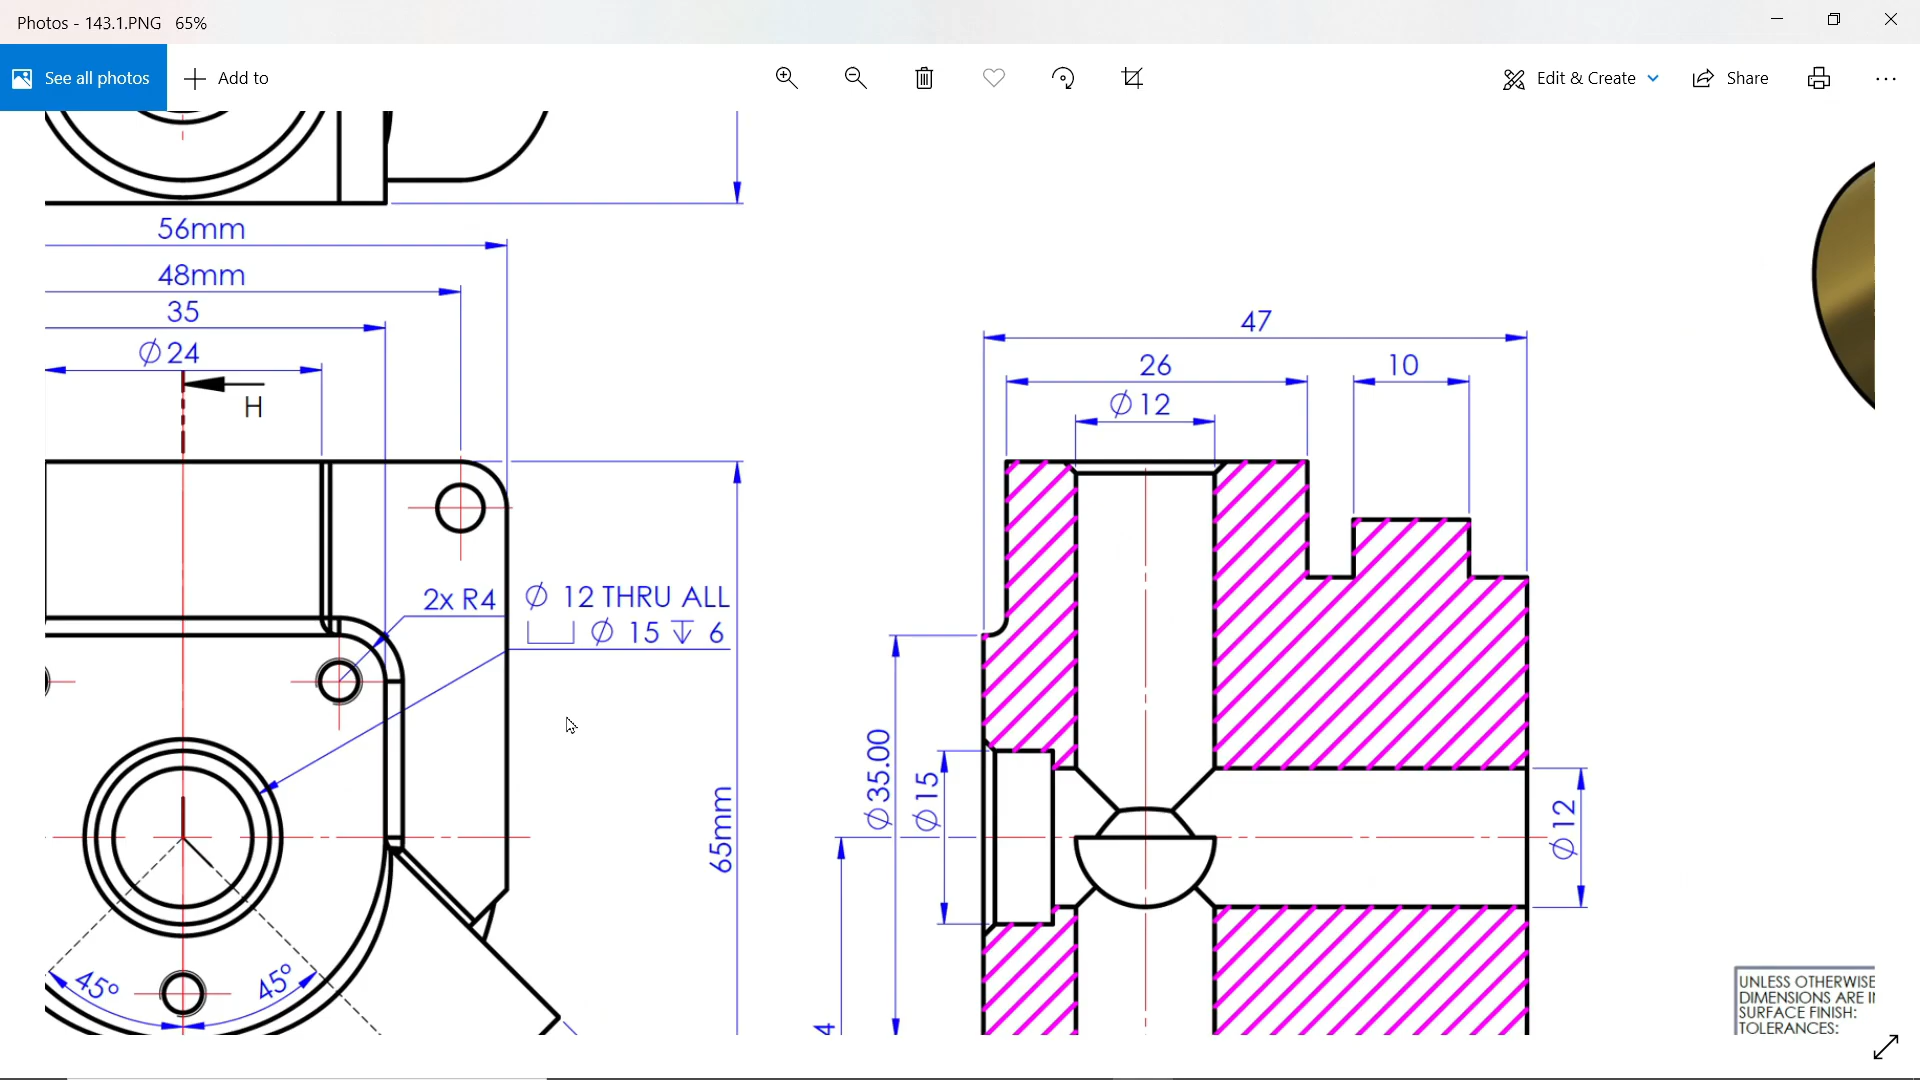 Photos - 143.1.PNG 65%
See all photos
Add to
Edit & Create
Share
56mm
48mm
35
Ø24
H
47
26
10
Ø12
2x R4
Ø 12 THRU ALL
⌴ Ø 15 ↧ 6
65mm
Ø35.00
Ø15
Ø12
45°
45°
4
UNLESS OTHERWISE
DIMENSIONS ARE I
SURFACE FINISH:
TOLERANCES: